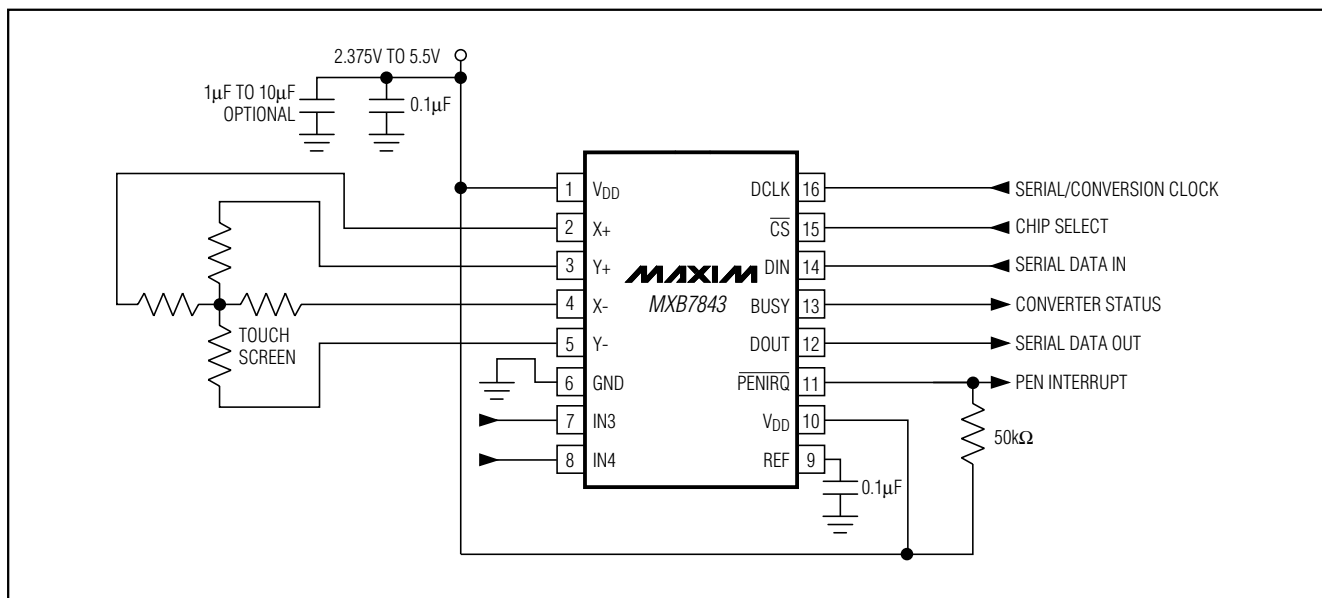 2.375V TO 5.5V
1μF TO 10μF
OPTIONAL
0.1μF
1 VDD
2 X+
3 Y+
4 X-
5 Y-
6 GND
7 IN3
8 IN4
TOUCH
SCREEN
MAXIM
MXB7843
DCLK 16 SERIAL/CONVERSION CLOCK
CS 15 CHIP SELECT
DIN 14 SERIAL DATA IN
BUSY 13 CONVERTER STATUS
DOUT 12 SERIAL DATA OUT
PENIRQ 11 PEN INTERRUPT
VDD 10
REF 9
50kΩ
0.1μF